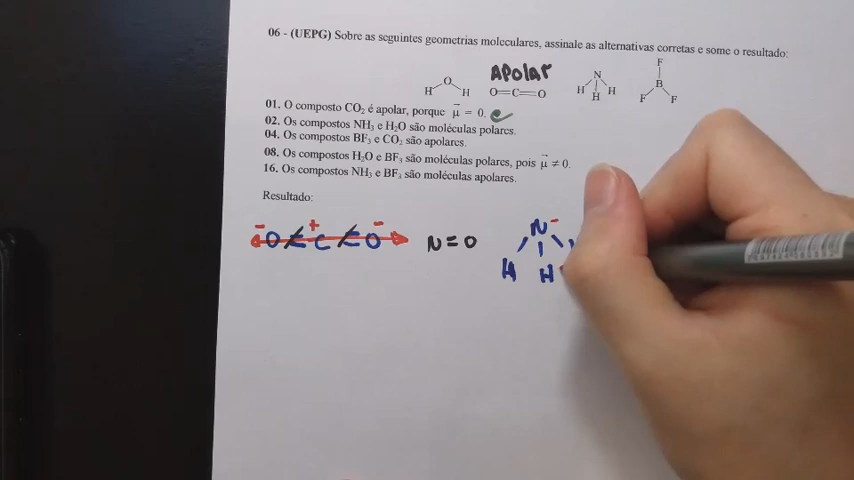 06 - (UEPG) Sobre as seguintes geometrias moleculares, assinale as alternativas corretas e some o resultado:
APOLAR
H O H O=C=O N H H H F B F F
01. O composto CO₂ é apolar, porque μ⃗ = 0. C
02. Os compostos NH₃ e H₂O são moléculas polares.
04. Os compostos BF₃ e CO₂ são apolares.
08. Os compostos H₂O e BF₃ são moléculas polares, pois μ⃗ ≠ 0.
16. Os compostos NH₃ e BF₃ são moléculas apolares.
Resultado:
- O + C O - N=0 N - H H